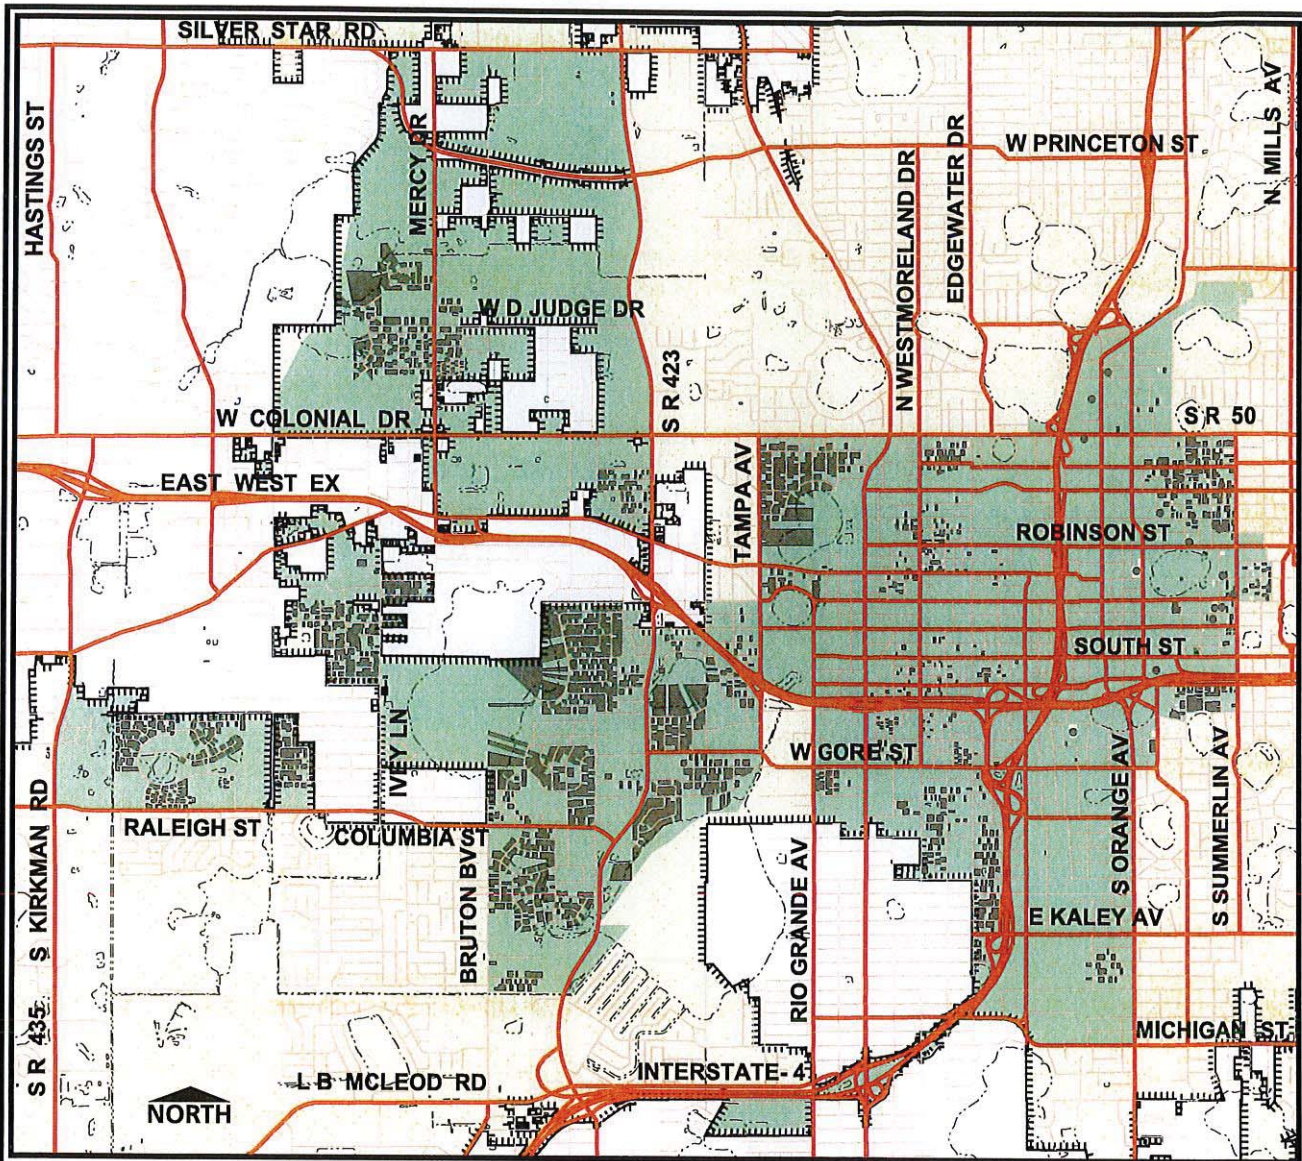 SILVER STAR RD
HASTINGS ST
MERCY DR
W PRINCETON ST
N MILLS AV
N WESTMORELAND DR
EDGEWATER DR
W D JUDGE DR
S R 423
W COLONIAL DR
S R 50
EAST WEST EX
TAMPA AV
ROBINSON ST
SOUTH ST
IVEY LN
W GORE ST
S ORANGE AV
S SUMMERLIN AV
S R 435 S KIRKMAN RD
RALEIGH ST
COLUMBIA ST
BRUTON BV
RIO GRANDE AV
E KALEY AV
MICHIGAN ST
INTERSTATE - 4
L B MCLEOD RD
NORTH